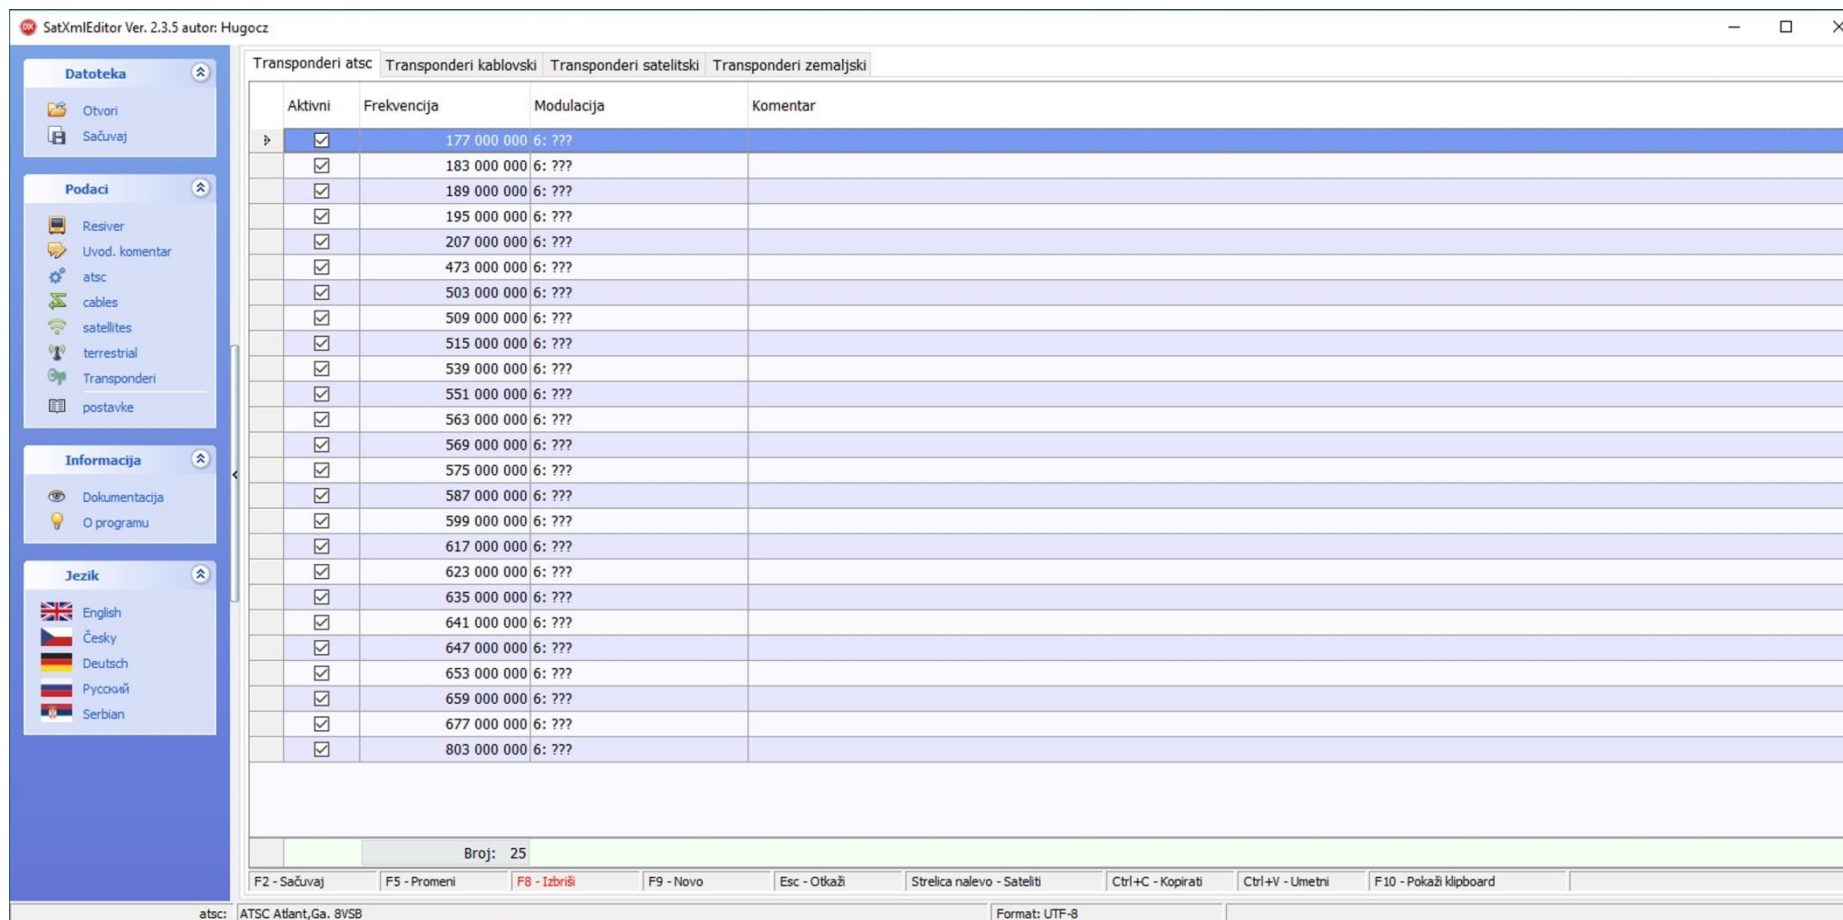 SatXmlEditor Ver. 2.3.5 autor: Hugocz
Datoteka
Otvori
Sačuvaj
Podaci
Resiver
Uvod. komentar
atsc
cables
satellites
terrestrial
Transponderi
postavke
Informacija
Dokumentacija
O programu
Jezik
English
Česky
Deutsch
Русский
Serbian
Transponderi atsc Transponderi kablovski Transponderi satelitski Transponderi zemaljski
Aktivni Frekvencija Modulacija Komentar
177 000 000 6: ???
183 000 000 6: ???
189 000 000 6: ???
195 000 000 6: ???
207 000 000 6: ???
473 000 000 6: ???
503 000 000 6: ???
509 000 000 6: ???
515 000 000 6: ???
539 000 000 6: ???
551 000 000 6: ???
563 000 000 6: ???
569 000 000 6: ???
575 000 000 6: ???
587 000 000 6: ???
599 000 000 6: ???
617 000 000 6: ???
623 000 000 6: ???
635 000 000 6: ???
641 000 000 6: ???
647 000 000 6: ???
653 000 000 6: ???
659 000 000 6: ???
677 000 000 6: ???
803 000 000 6: ???
Broj: 25
F2 - Sačuvaj F5 - Promeni F8 - Izbriši F9 - Novo Esc - Otkaži Strelica nalevo - Sateliti Ctrl+C - Kopirati Ctrl+V - Umetni F10 - Pokaži klipboard
atsc: ATSC Atlant,Ga. 8VSB Format: UTF-8